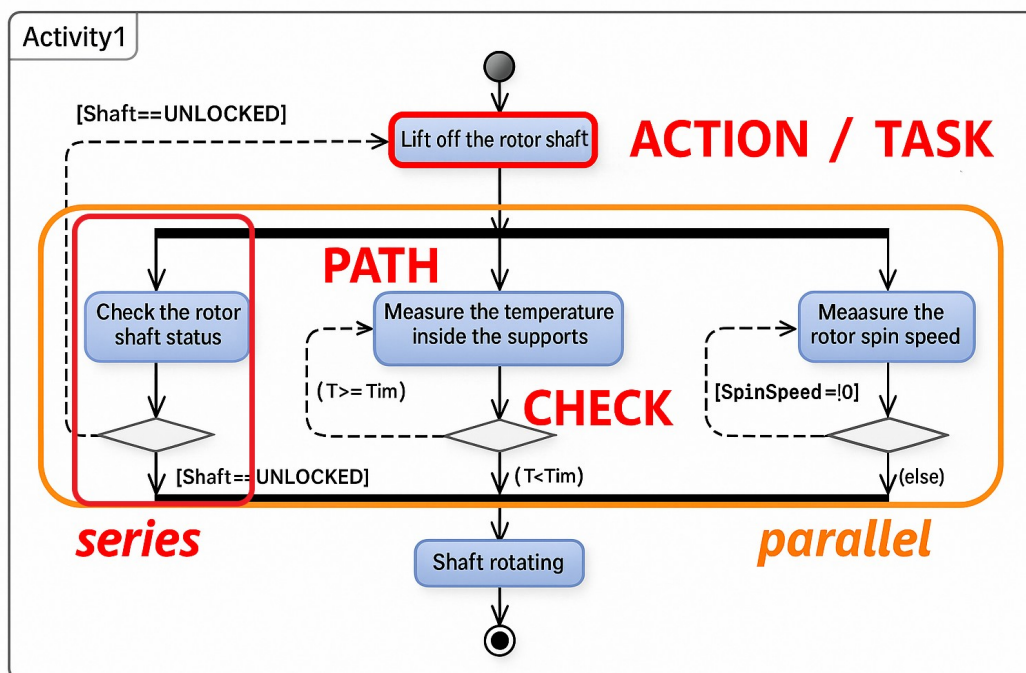 Activity1
[Shaft==UNLOCKED]
Lift off the rotor shaft
ACTION / TASK
PATH
Check the rotor
shaft status
Measure the temperature
inside the supports
Meaasure the
rotor spin speed
(T>= Tim)
[SpinSpeed=!0]
CHECK
[Shaft==UNLOCKED]
(T<Tim)
(else)
series
parallel
Shaft rotating